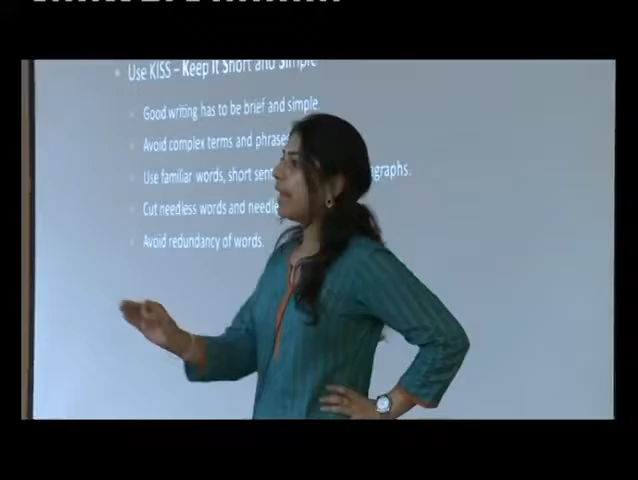 Use KISS – Keep It Short and Simple
Good writing has to be brief and simple.
Avoid complex terms and phrases
Use familiar words, short sent agraphs.
Cut needless words and needle
Avoid redundancy of words.